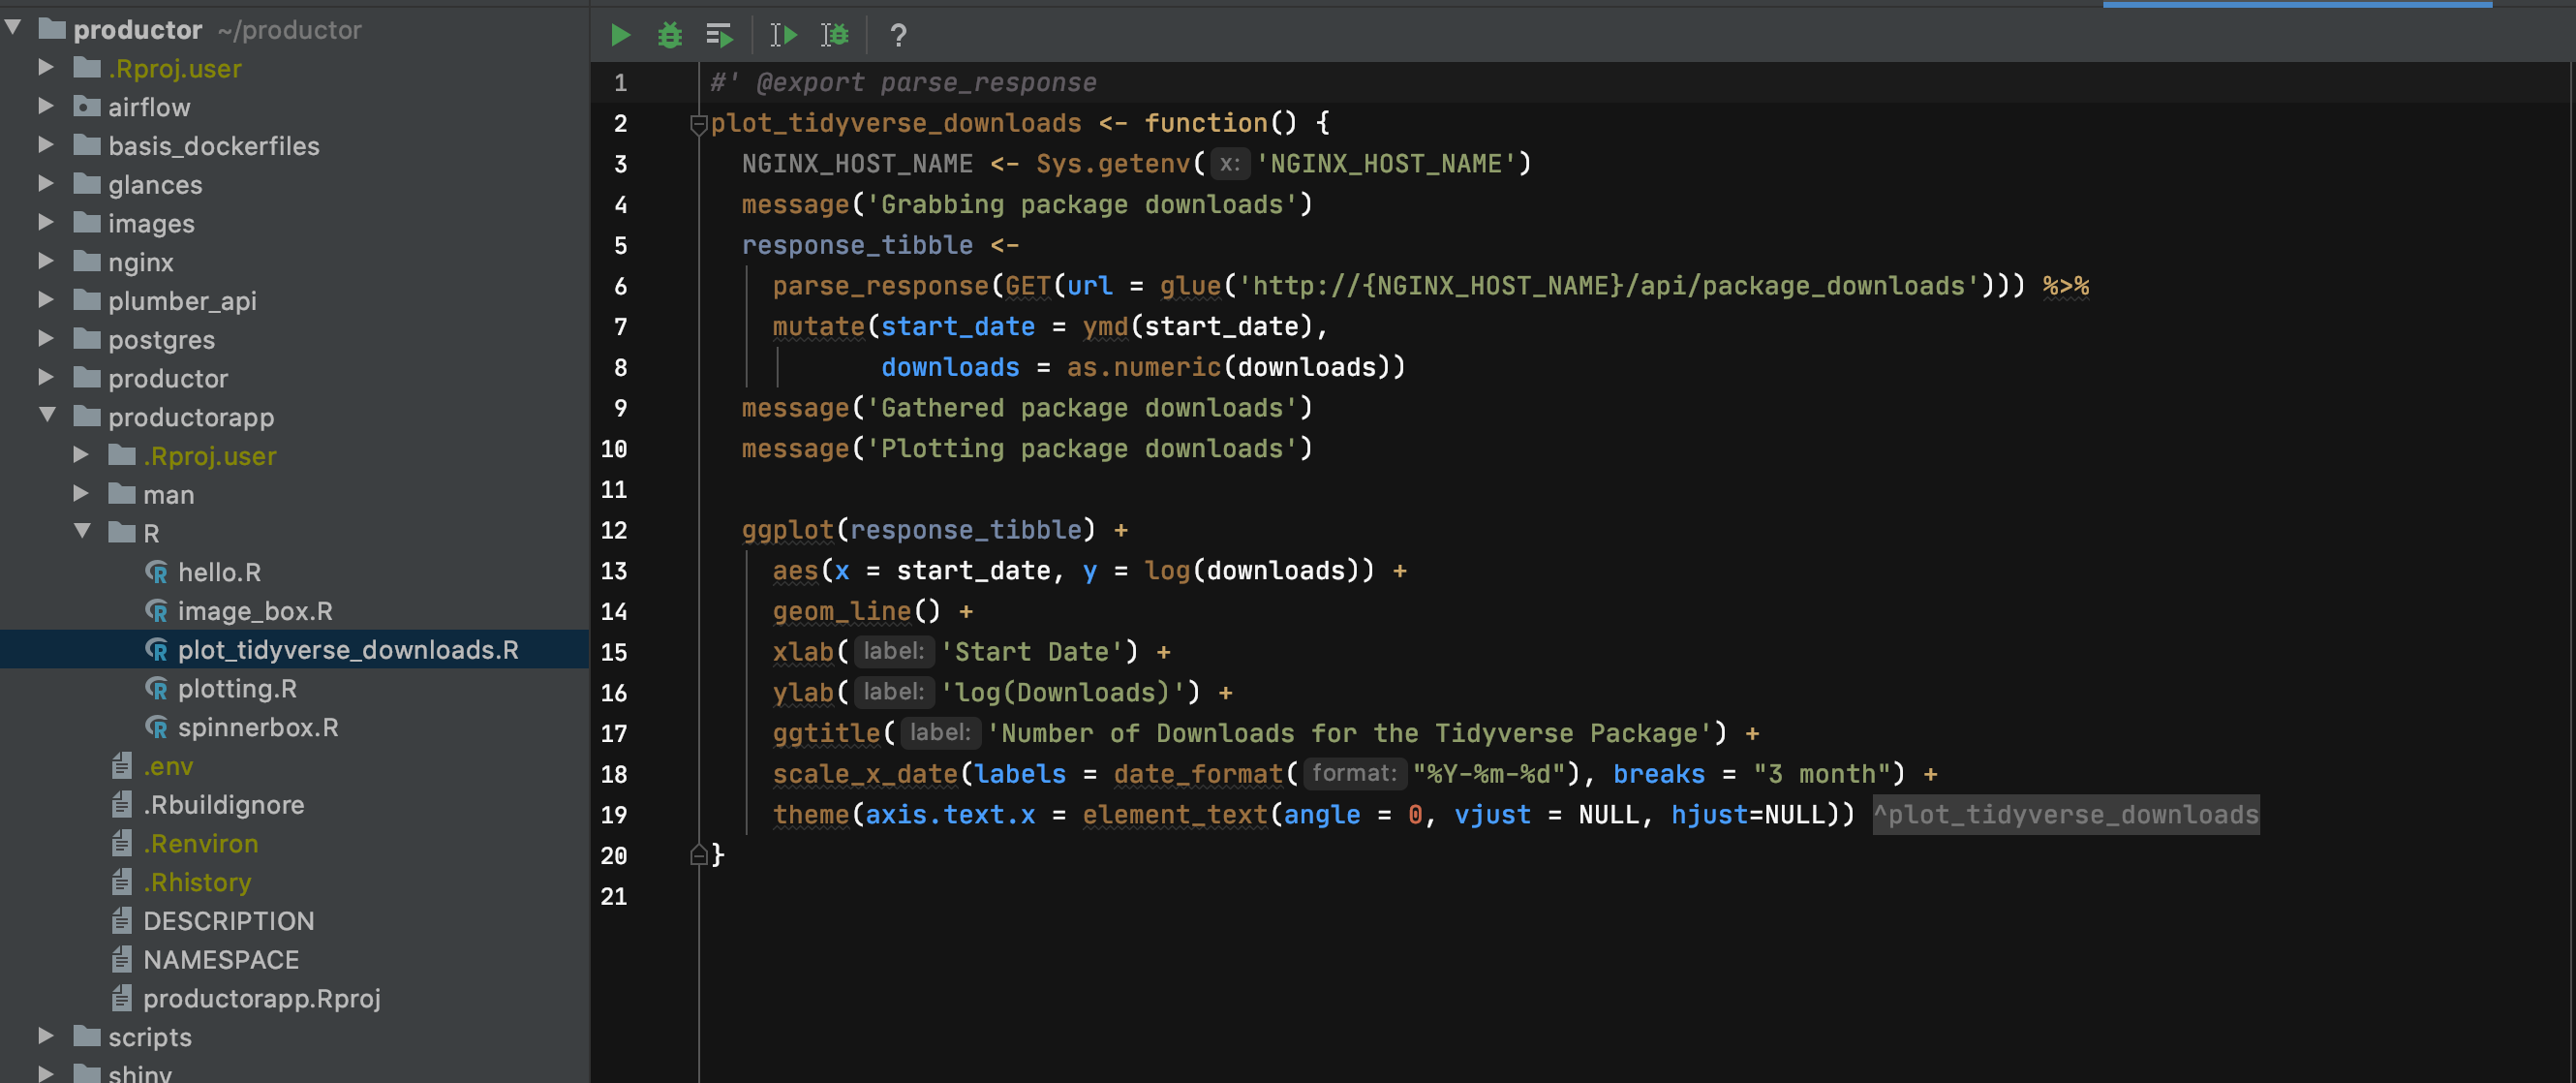 productor ~/productor
.Rproj.user
airflow
basis_dockerfiles
glances
images
nginx
plumber_api
postgres
productor
productorapp
.Rproj.user
man
R
hello.R
image_box.R
plot_tidyverse_downloads.R
plotting.R
spinnerbox.R
.env
.Rbuildignore
.Renviron
.Rhistory
DESCRIPTION
NAMESPACE
productorapp.Rproj
scripts
shiny
?
1 #' @export parse_response
2 plot_tidyverse_downloads <- function() {
3 NGINX_HOST_NAME <- Sys.getenv( x: 'NGINX_HOST_NAME')
4 message('Grabbing package downloads')
5 response_tibble <-
6 parse_response(GET(url = glue('http://{NGINX_HOST_NAME}/api/package_downloads'))) %>%
7 mutate(start_date = ymd(start_date),
8 downloads = as.numeric(downloads))
9 message('Gathered package downloads')
10 message('Plotting package downloads')
11
12 ggplot(response_tibble) +
13 aes(x = start_date, y = log(downloads)) +
14 geom_line() +
15 xlab( label: 'Start Date') +
16 ylab( label: 'log(Downloads)') +
17 ggtitle( label: 'Number of Downloads for the Tidyverse Package') +
18 scale_x_date(labels = date_format( format: "%Y-%m-%d"), breaks = "3 month") +
19 theme(axis.text.x = element_text(angle = 0, vjust = NULL, hjust=NULL)) ^plot_tidyverse_downloads
20 }
21